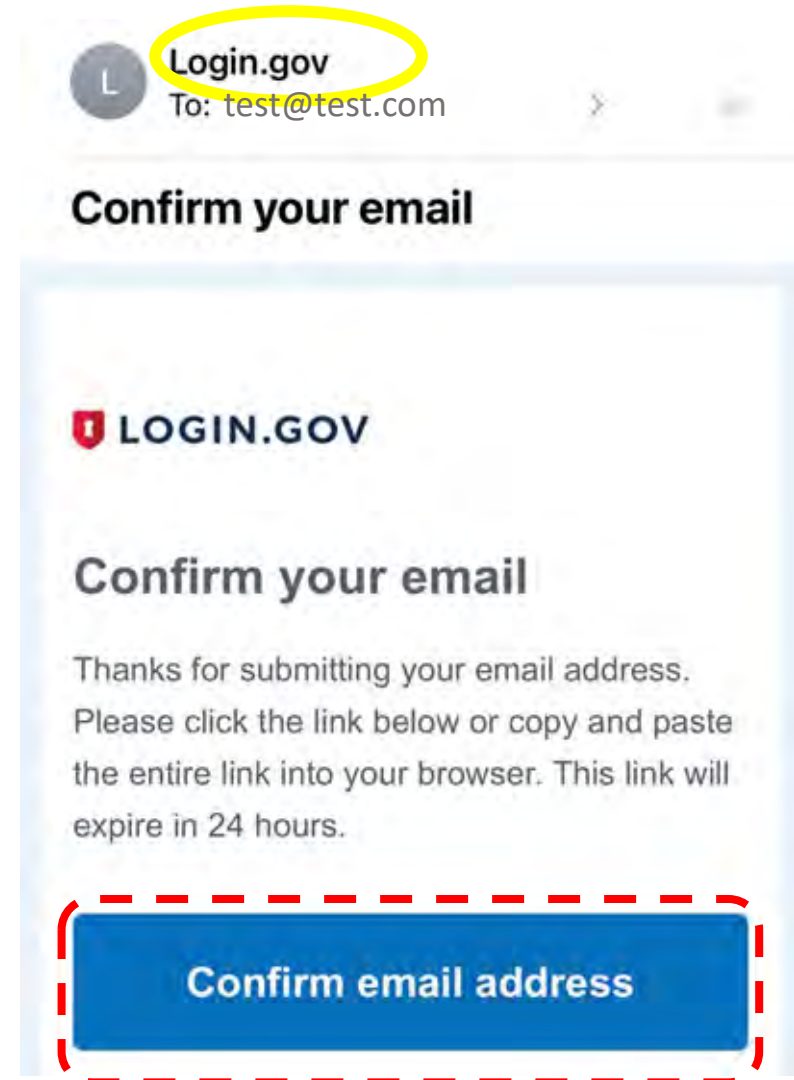 L
Login.gov
To: test@test.com
Confirm your email
LOGIN.GOV
Confirm your email
Thanks for submitting your email address.
Please click the link below or copy and paste
the entire link into your browser. This link will
expire in 24 hours.
Confirm email address